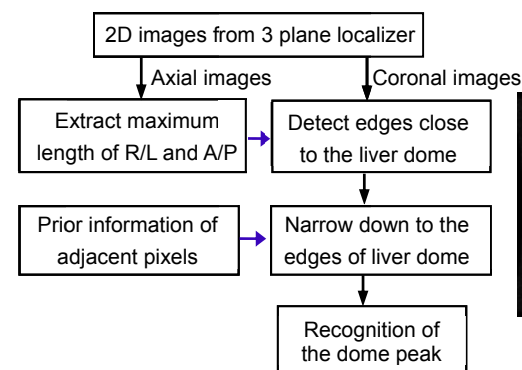 2D images from 3 plane localizer
Axial images
Coronal images
Extract maximum
length of R/L and A/P
Detect edges close
to the liver dome
Prior information of
adjacent pixels
Narrow down to the
edges of liver dome
Recognition of
the dome peak